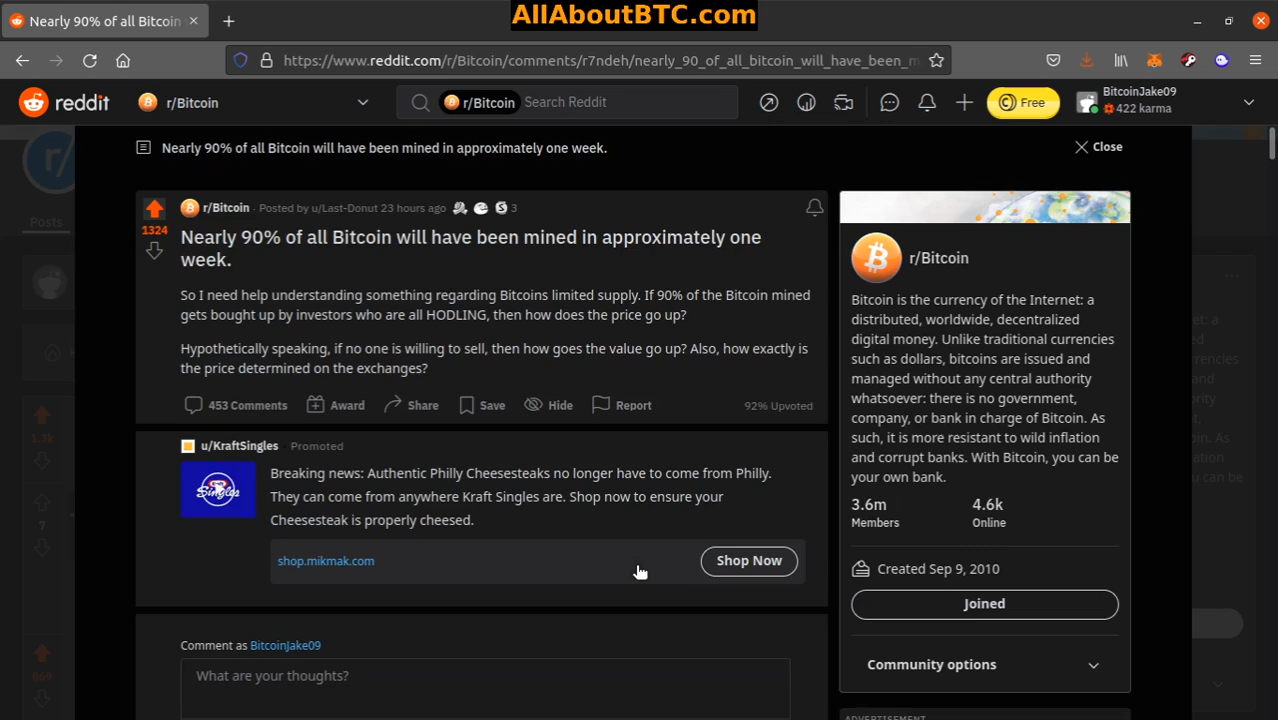 AllAboutBTC.com
Nearly 90% of all Bitcoin
https://www.reddit.com/r/Bitcoin/comments/r7ndeh/nearly_90_of_all_bitcoin_will_have_been_m
reddit
r/Bitcoin
r/Bitcoin Search Reddit
Free
BitcoinJake09
422 karma
Nearly 90% of all Bitcoin will have been mined in approximately one week.
Close
Posts
1324
r/Bitcoin · Posted by u/Last-Donut 23 hours ago 3
Nearly 90% of all Bitcoin will have been mined in approximately one
week.
So I need help understanding something regarding Bitcoins limited supply. If 90% of the Bitcoin mined
gets bought up by investors who are all HODLING, then how does the price go up?
Hypothetically speaking, if no one is willing to sell, then how goes the value go up? Also, how exactly is
the price determined on the exchanges?
453 Comments Award Share Save Hide Report 92% Upvoted
u/KraftSingles · Promoted
Singles
Breaking news: Authentic Philly Cheesesteaks no longer have to come from Philly.
They can come from anywhere Kraft Singles are. Shop now to ensure your
Cheesesteak is properly cheesed.
shop.mikmak.com
Shop Now
Comment as BitcoinJake09
What are your thoughts?
r/Bitcoin
Bitcoin is the currency of the Internet: a
distributed, worldwide, decentralized
digital money. Unlike traditional currencies
such as dollars, bitcoins are issued and
managed without any central authority
whatsoever: there is no government,
company, or bank in charge of Bitcoin. As
such, it is more resistant to wild inflation
and corrupt banks. With Bitcoin, you can be
your own bank.
3.6m 4.6k
Members Online
Created Sep 9, 2010
Joined
Community options
ADVERTISEMENT